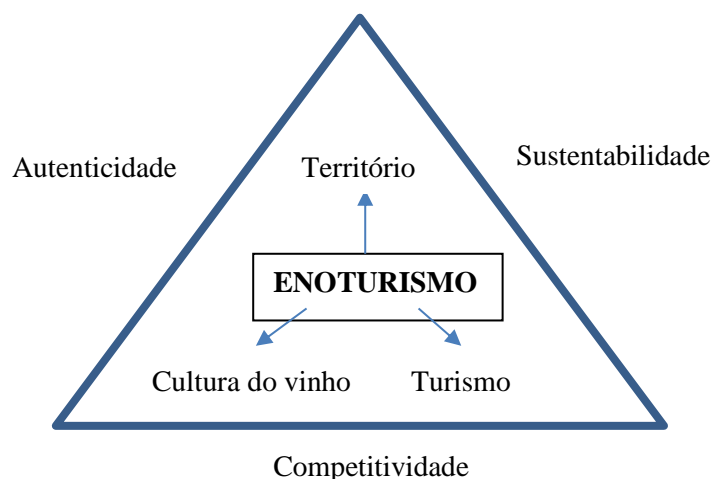 Autenticidade
Sustentabilidade
Território
ENOTURISMO
Cultura do vinho
Turismo
Competitividade